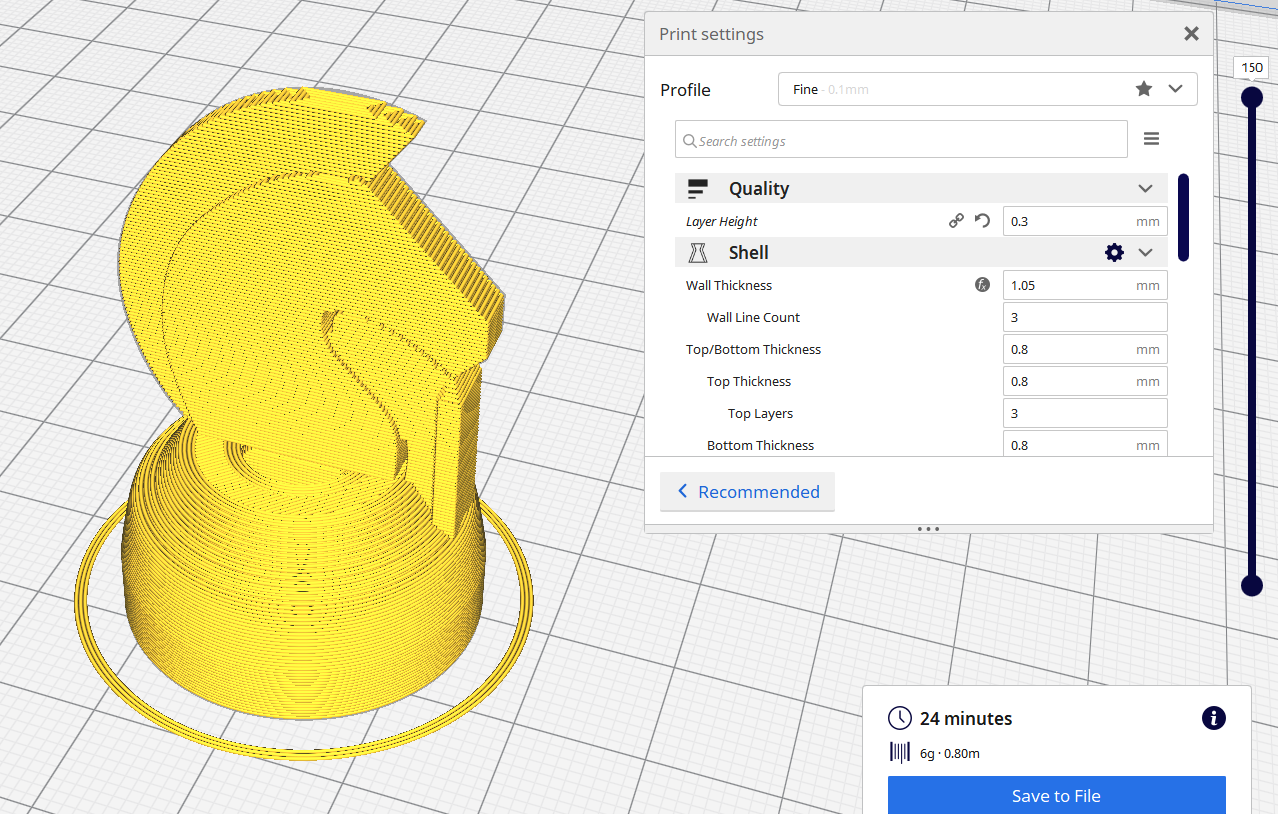 Print settings
150
Profile
Fine - 0.1mm
Search settings
Quality
Layer Height 0.3 mm
Shell
Wall Thickness fx 1.05 mm
Wall Line Count 3
Top/Bottom Thickness 0.8 mm
Top Thickness 0.8 mm
Top Layers 3
Bottom Thickness 0.8 mm
Recommended
24 minutes
6g · 0.80m
Save to File